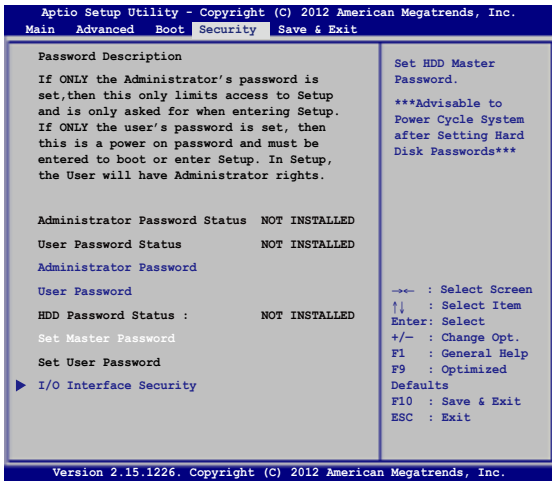 Aptio Setup Utility - Copyright (C) 2012 American Megatrends, Inc.
Main Advanced Boot Security Save & Exit
Password Description
If ONLY the Administrator's password is
set,then this only limits access to Setup
and is only asked for when entering Setup.
If ONLY the user's password is set, then
this is a power on password and must be
entered to boot or enter Setup. In Setup,
the User will have Administrator rights.
Administrator Password Status NOT INSTALLED
User Password Status NOT INSTALLED
Administrator Password
User Password
HDD Password Status : NOT INSTALLED
Set Master Password
Set User Password
I/O Interface Security
Set HDD Master
Password.
***Advisable to
Power Cycle System
after Setting Hard
Disk Passwords***
→← : Select Screen
↑↓ : Select Item
Enter: Select
+/— : Change Opt.
F1 : General Help
F9 : Optimized
Defaults
F10 : Save & Exit
ESC : Exit
Version 2.15.1226. Copyright (C) 2012 American Megatrends, Inc.